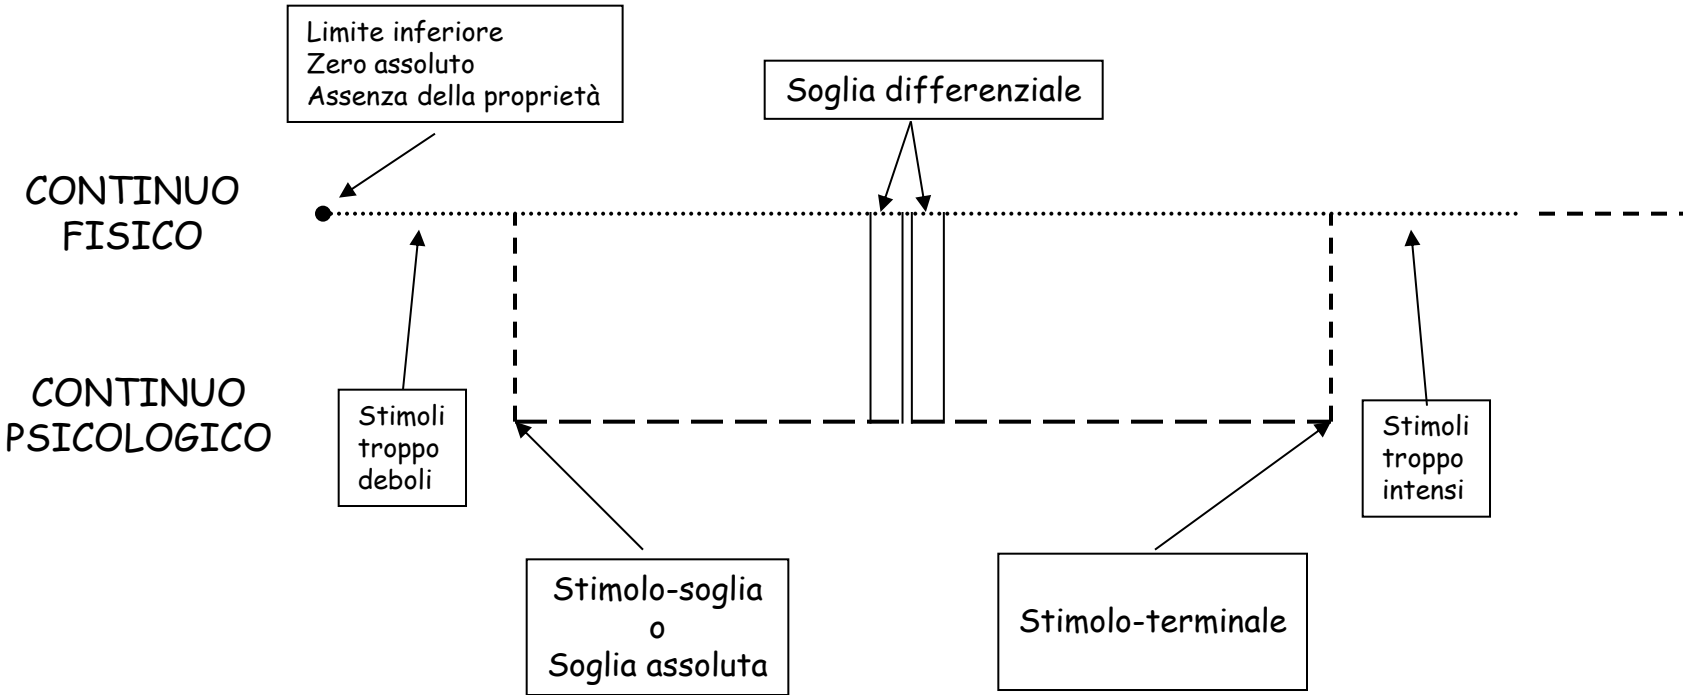 Limite inferiore
Zero assoluto
Assenza della proprietà
Soglia differenziale
CONTINUO
FISICO
CONTINUO
PSICOLOGICO
Stimoli
troppo
deboli
Stimoli
troppo
intensi
Stimolo-soglia
o
Soglia assoluta
Stimolo-terminale